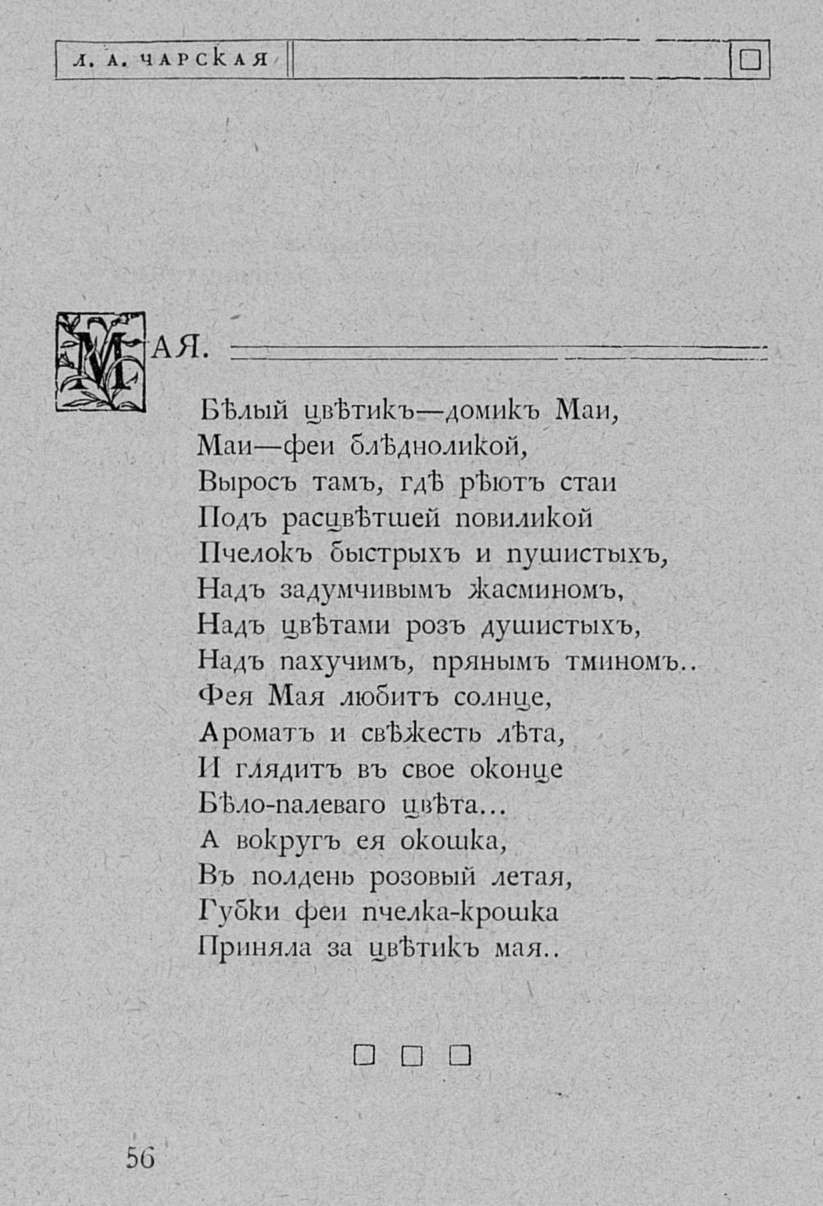 Л. А. ЧАРСКАЯ
МАЯ.
Бѣлый цвѣтикъ—домикъ Маи,
Маи—феи блѣдноликой,
Выросъ тамъ, гдѣ рѣютъ стаи
Подъ расцвѣтшей повиликой
Пчелокъ быстрыхъ и пушистыхъ,
Надъ задумчивымъ жасминомъ,
Надъ цвѣтами розъ душистыхъ,
Надъ пахучимъ, прянымъ тминомъ..
Фея Мая любитъ солнце,
Ароматъ и свѣжесть лѣта,
И глядитъ въ свое оконце
Бѣло-палеваго цвѣта...
А вокругъ ея окошка,
Въ полдень розовый летая,
Губки феи пчелка-крошка
Приняла за цвѣтикъ мая..
56